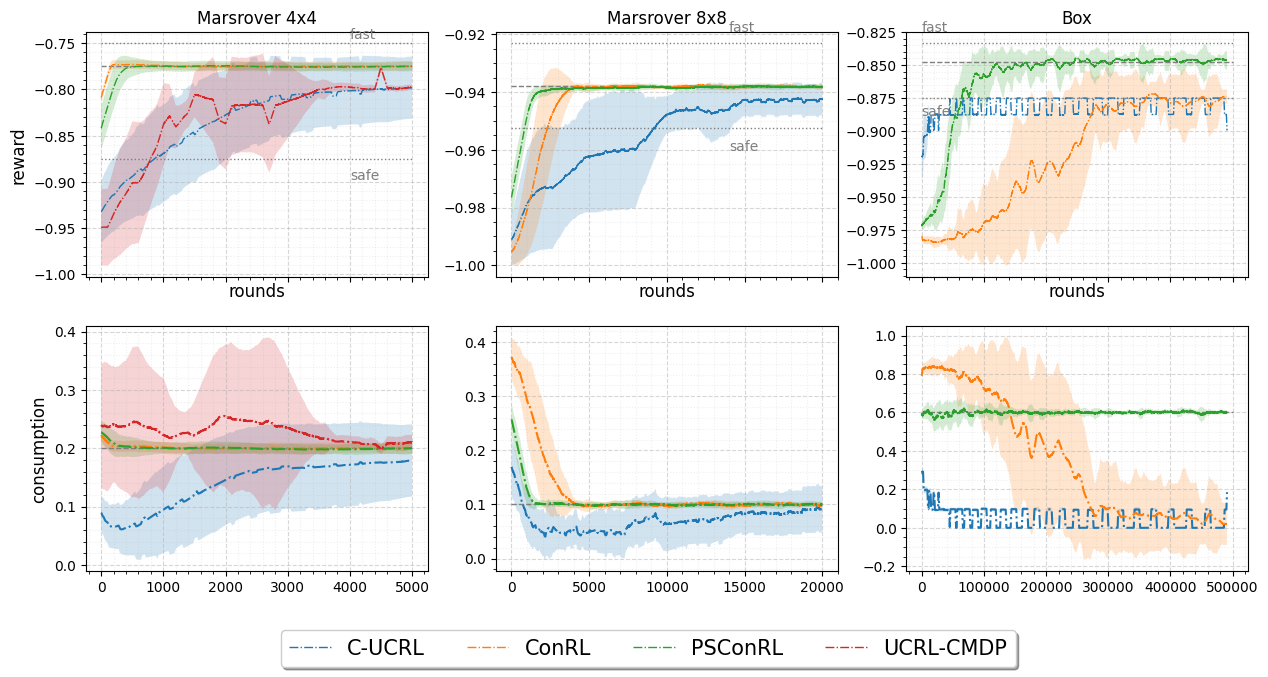 Marsrover 4x4
Marsrover 8x8
Box
fast
fast
fast
safe
safe
safe
reward
−0.75
−0.80
−0.85
−0.90
−0.95
−1.00
−0.92
−0.94
−0.96
−0.98
−1.00
−0.825
−0.850
−0.875
−0.900
−0.925
−0.950
−0.975
−1.000
rounds
rounds
rounds
consumption
0.4
0.3
0.2
0.1
0.0
0 1000 2000 3000 4000 5000
0.4
0.3
0.2
0.1
0.0
0 5000 10000 15000 20000
1.0
0.8
0.6
0.4
0.2
0.0
−0.2
0 100000 200000 300000 400000 500000
C-UCRL ConRL PSConRL UCRL-CMDP